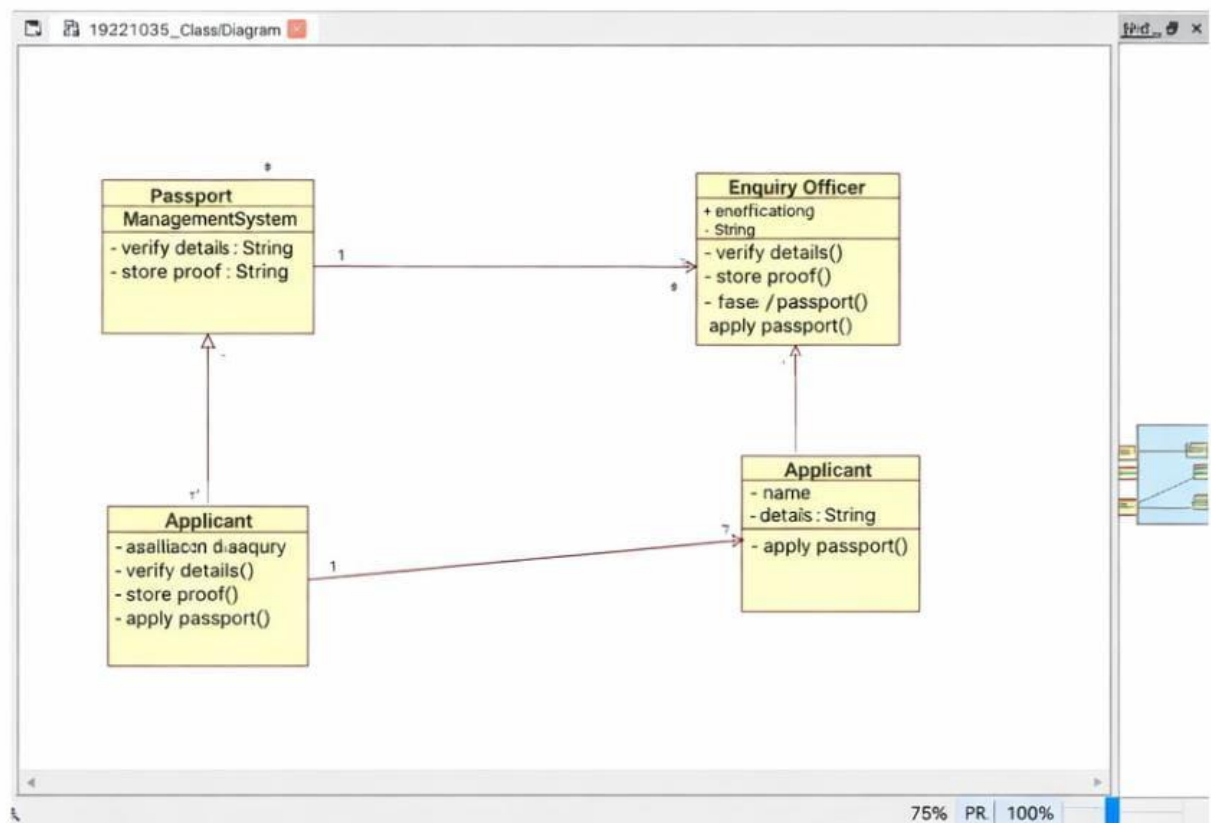 19221035_Class/Diagram
Passport
ManagementSystem
- verify details : String
- store proof : String
1
Enquiry Officer
+ enefficationg
- String
- verify details()
- store proof()
- fase: /passport()
apply passport()
Applicant
- verify details()
- store proof()
- apply passport()
1
Applicant
- name
- details : String
- apply passport()
75% PR. 100%